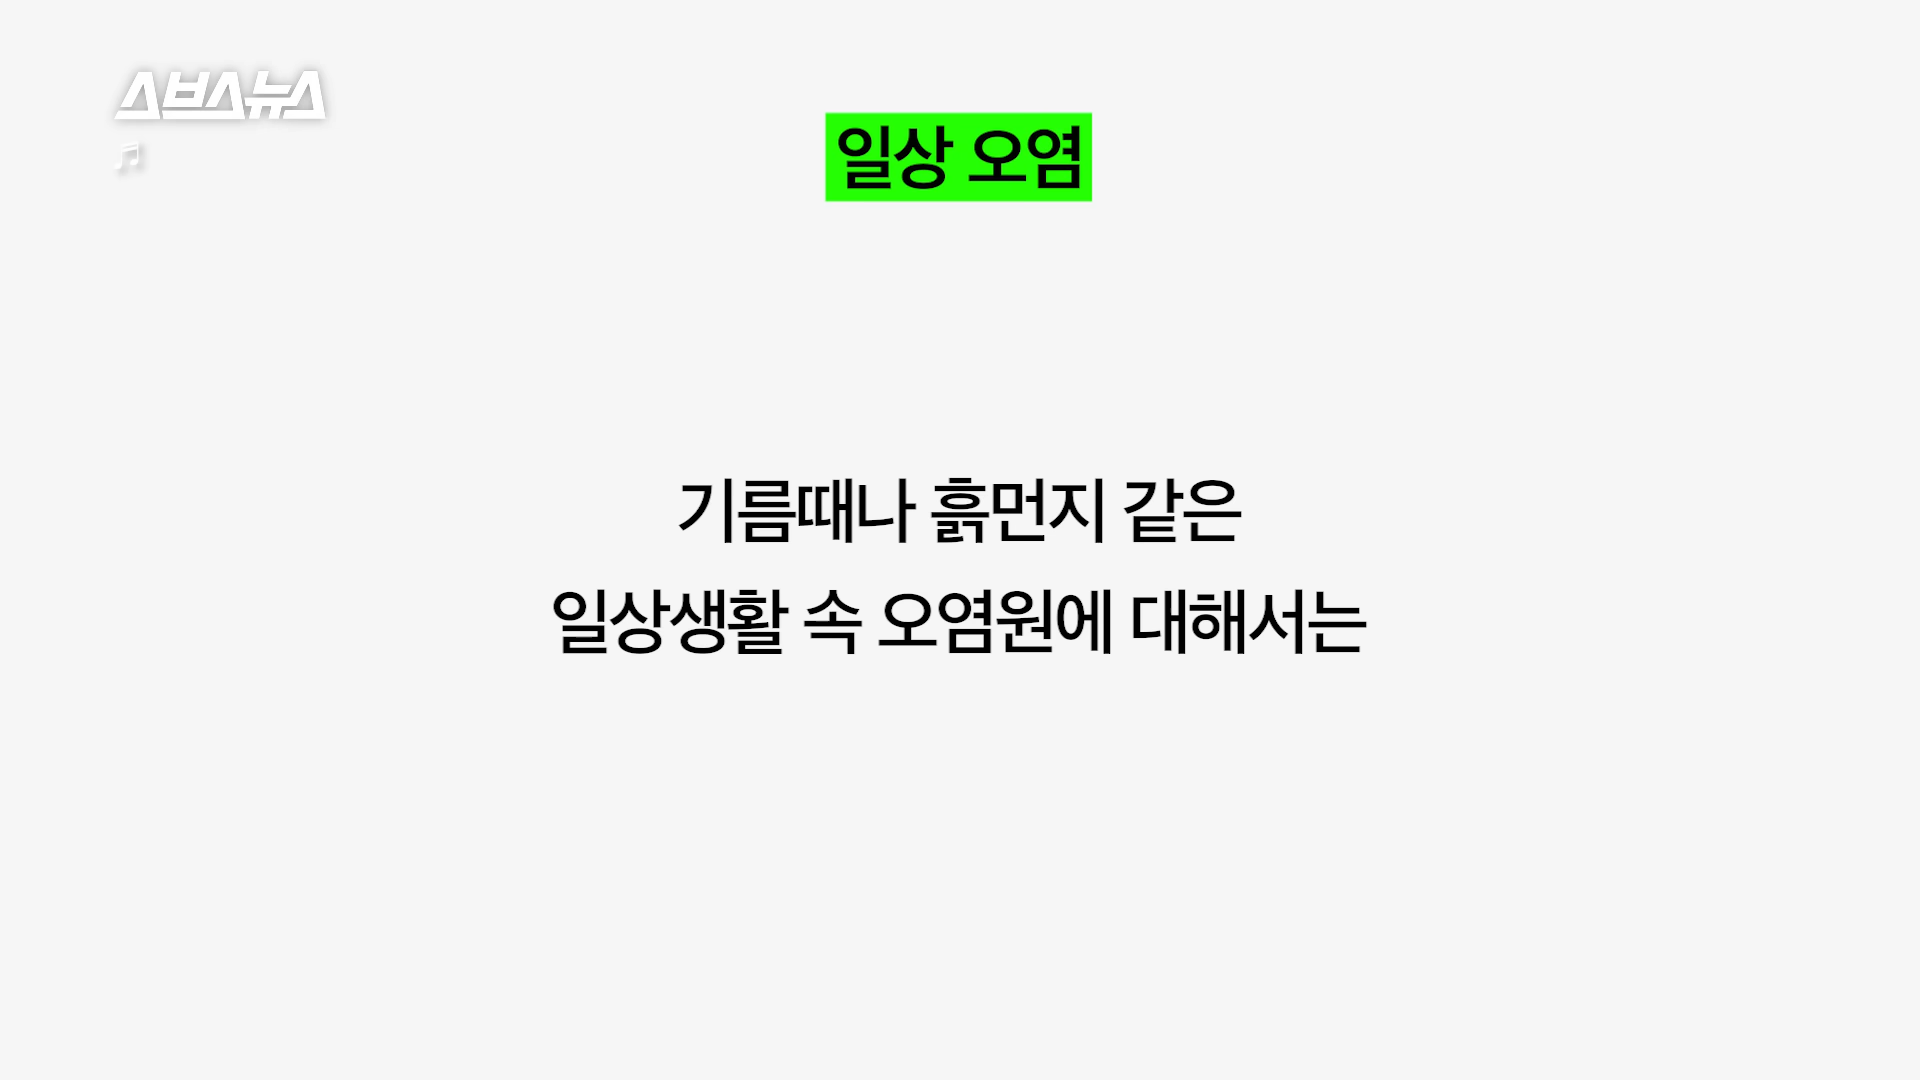 스브스뉴스
♬
일상 오염
기름때나 흙먼지 같은
일상생활 속 오염원에 대해서는